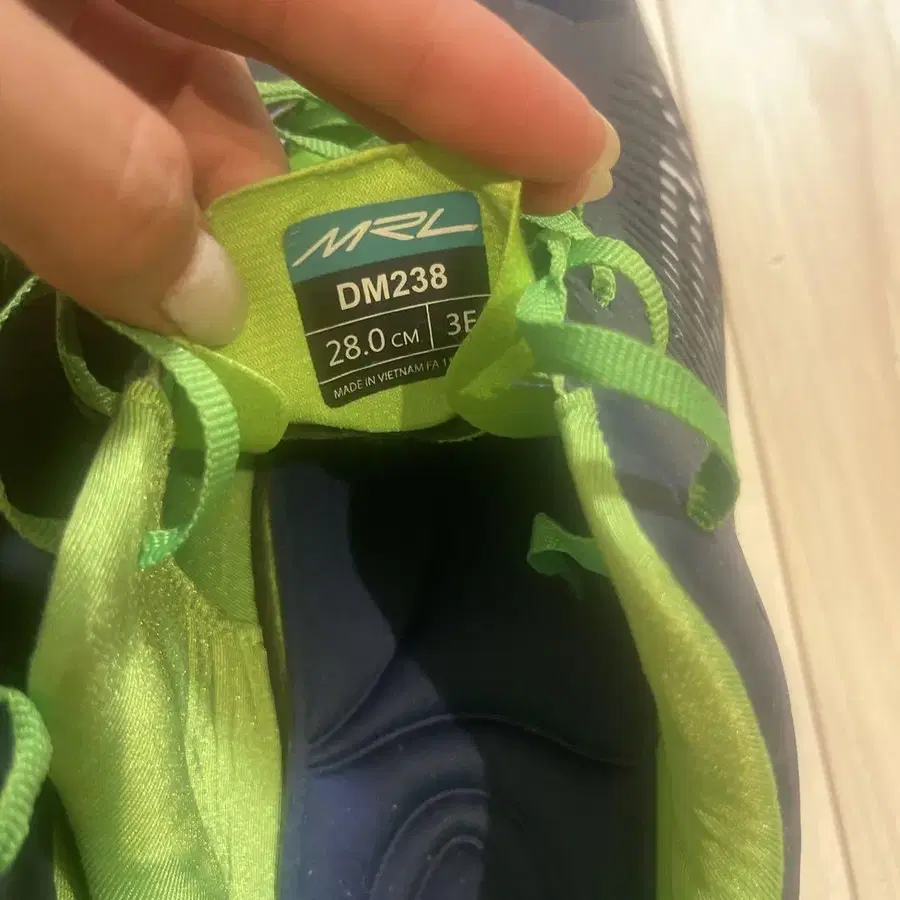 MRL
DM238
28.0 CM 3E
MADE IN VIETNAM FA